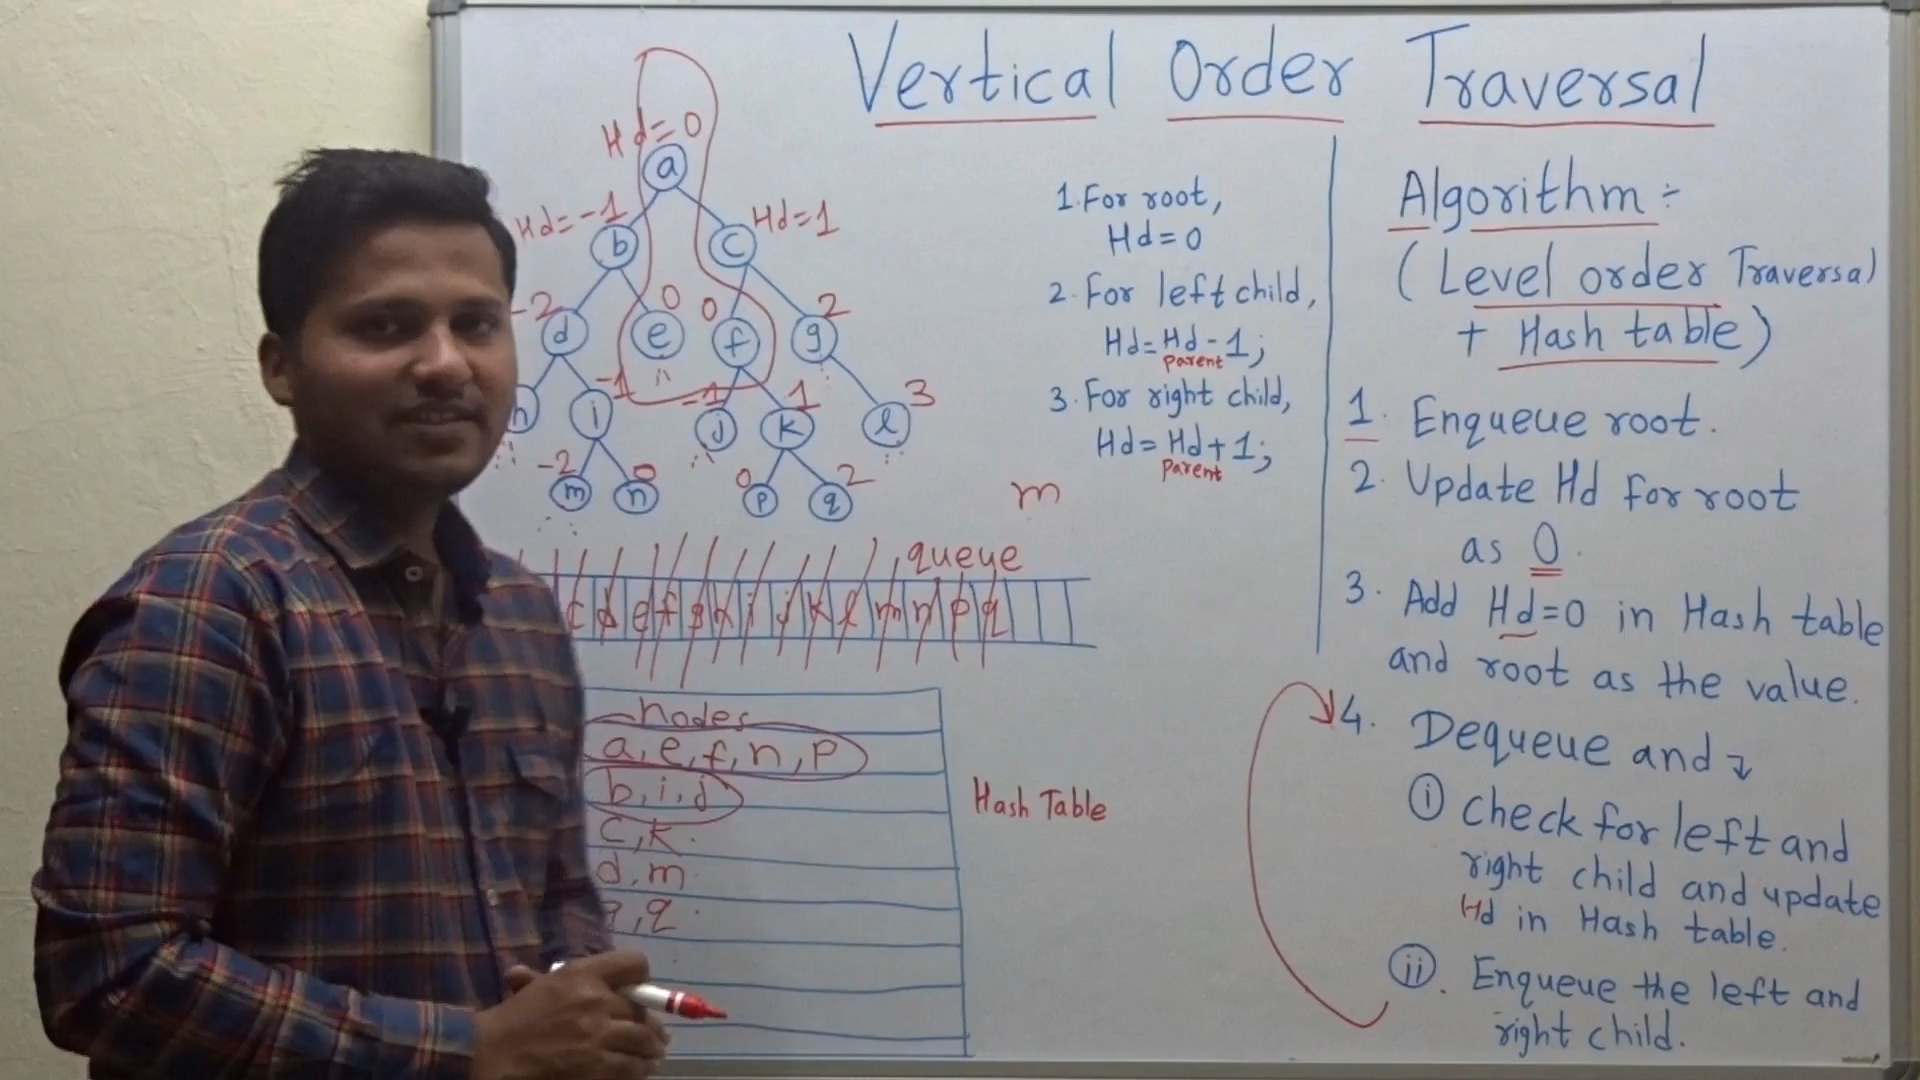 Vertical Order Traversal
Hd=0
a
Hd=-1
Hd=1
b
c
-2
0
0
2
d
e
f
g
-1
-1
1
3
h
i
j
k
l
-2
0
0
2
m
n
p
q
m
queue
c d e f g h i j k l m n p q
nodes
a, e, f, n, p
b, i, j
c, k
d, m
g, q
Hash Table
1. For root,
Hd=0
2. For left child,
Hd=Hd-1;
parent
3. For right child,
Hd=Hd+1;
parent
Algorithm ÷
(Level order Traversal
+ Hash table)
1. Enqueue root.
2. Update Hd for root
as 0.
3. Add Hd=0 in Hash table
and root as the value.
4. Dequeue and
i Check for left and
right child and update
Hd in Hash table.
ii. Enqueue the left and
right child.